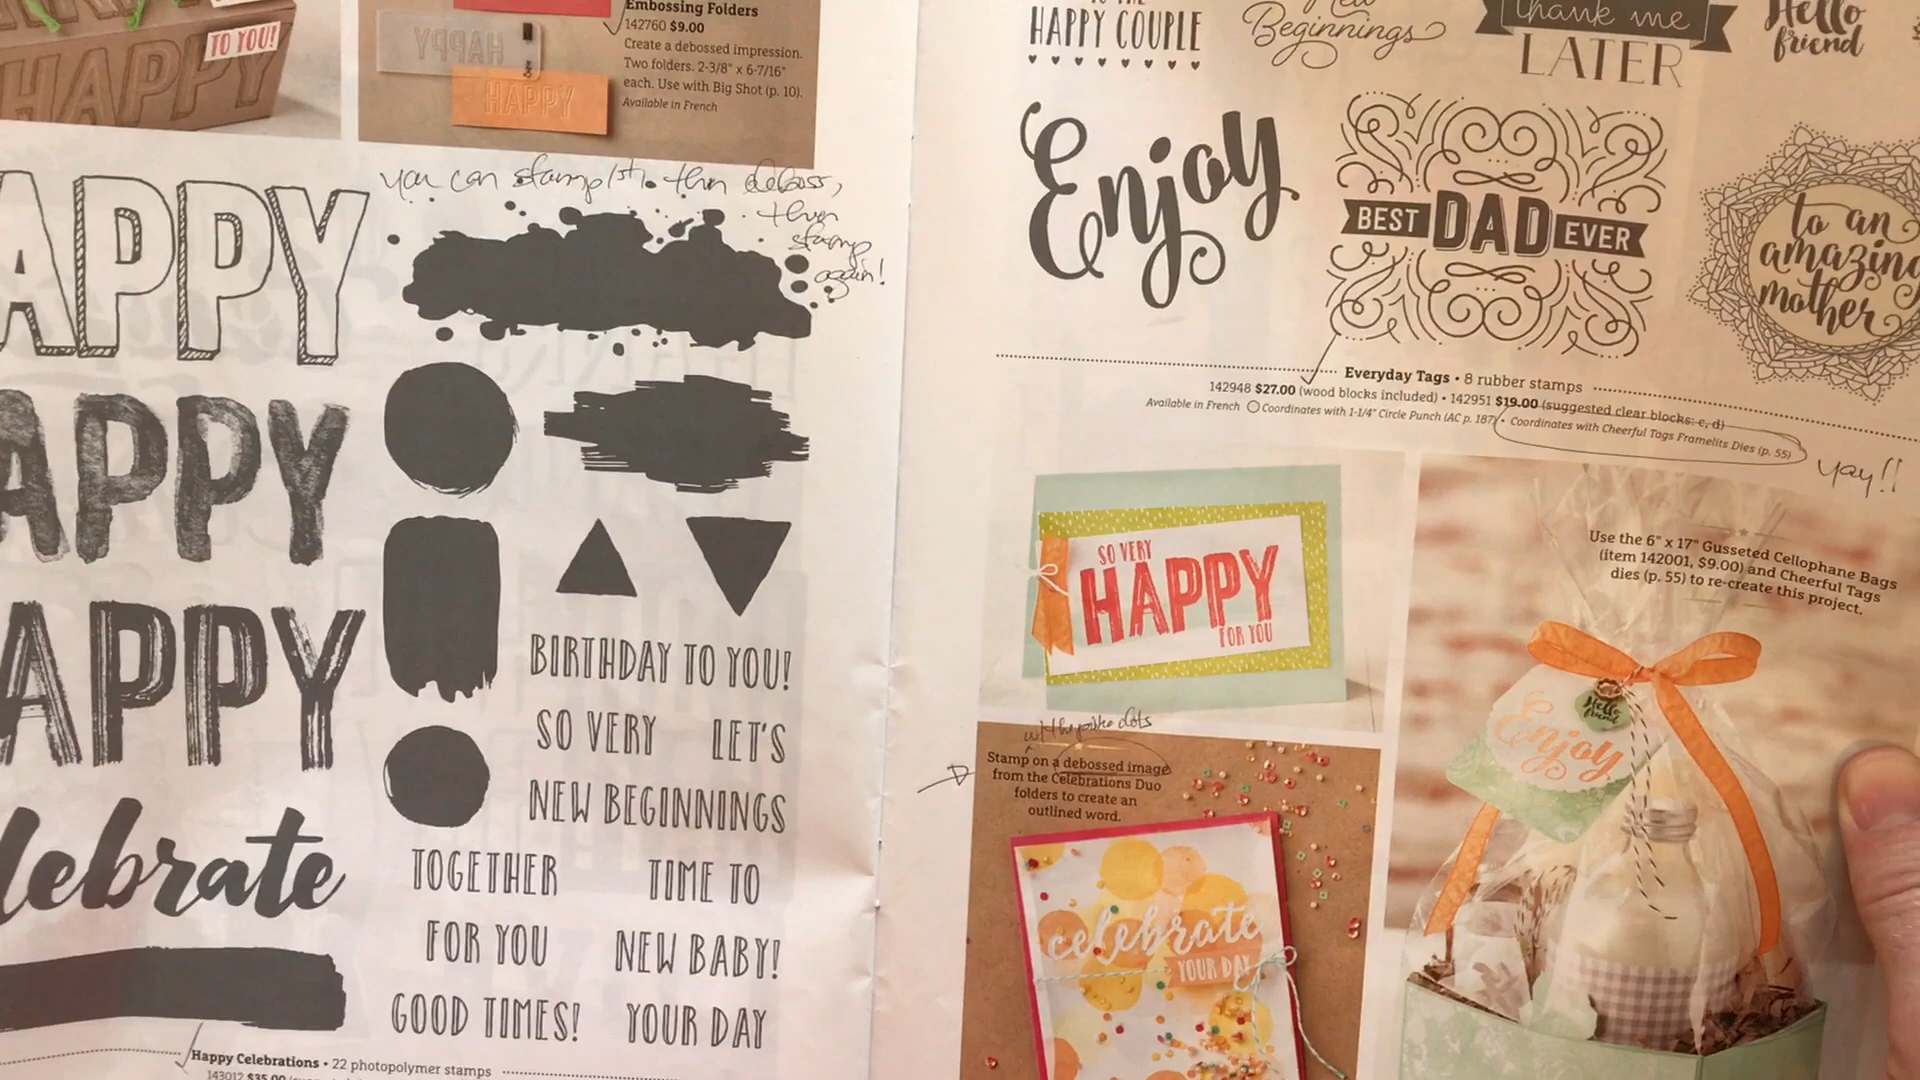 TO YOU!
HAPPY
HAPPY
HAPPY
Embossing Folders
142760 $9.00
Create a debossed impression.
Two folders. 2-3/8" x 6-7/16"
each. Use with Big Shot (p. 10).
Available in French
you can stamp 1st. then deboss,
then
stamp
again!
APPY
APPY
APPY
lebrate
BIRTHDAY TO YOU!
SO VERY LET'S
NEW BEGINNINGS
TOGETHER TIME TO
FOR YOU NEW BABY!
GOOD TIMES! YOUR DAY
Happy Celebrations • 22 photopolymer stamps
143012 $35.00
HAPPY COUPLE
New
Beginnings
thank me
LATER
Hello
friend
Enjoy
BEST DAD EVER
to an
amazing
mother
Everyday Tags • 8 rubber stamps
142948 $27.00 (wood blocks included) • 142951 $19.00 (suggested clear blocks: c, d)
Available in French Coordinates with 1-1/4" Circle Punch (AC p. 187) • Coordinates with Cheerful Tags Framelits Dies (p. 55)
yay!!
SO VERY
HAPPY
FOR YOU
Use the 6" x 17" Gusseted Cellophane Bags
(item 142001, $9.00) and Cheerful Tags
dies (p. 55) to re-create this project.
Hello
friend
Enjoy
dots
Stamp on a debossed image
from the Celebrations Duo
folders to create an
outlined word.
celebrate
YOUR DAY